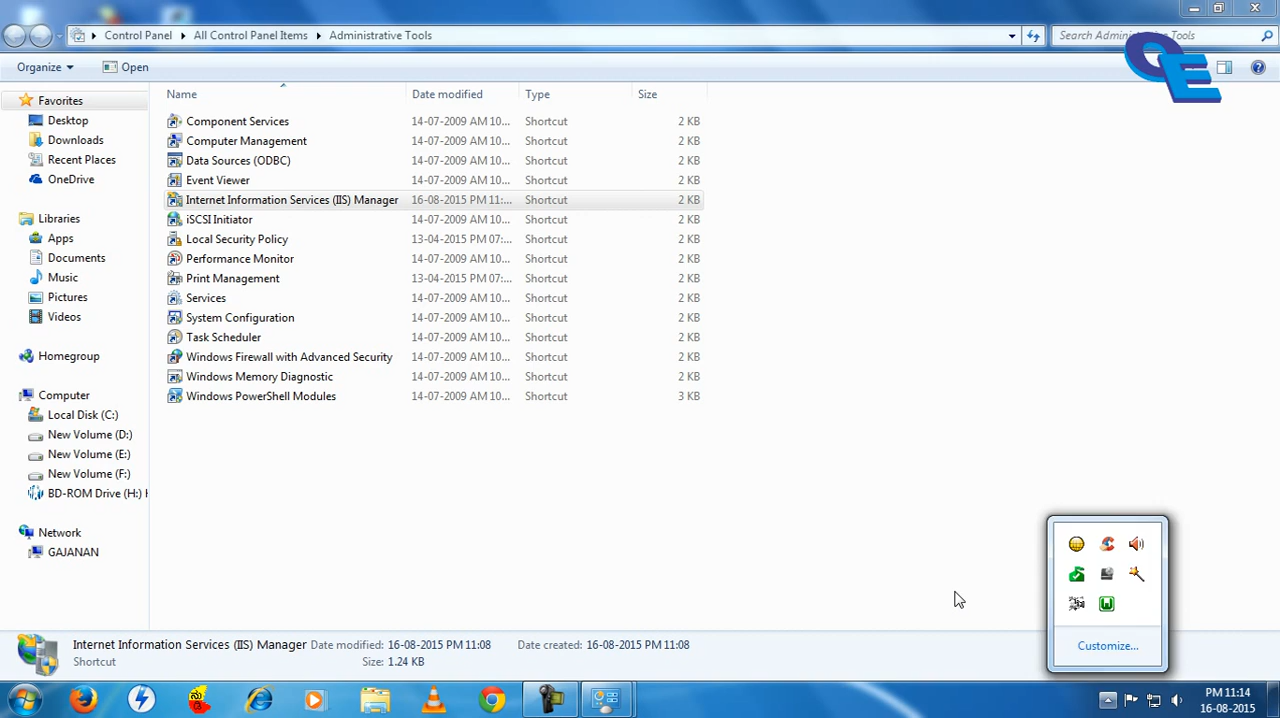 Control Panel All Control Panel Items Administrative Tools
Search Administrative Tools
OE
Organize Open
Name Date modified Type Size
Favorites
Desktop
Downloads
Recent Places
OneDrive
Libraries
Apps
Documents
Music
Pictures
Videos
Homegroup
Computer
Local Disk (C:)
New Volume (D:)
New Volume (E:)
New Volume (F:)
BD-ROM Drive (H:)
Network
GAJANAN
Component Services 14-07-2009 AM 10... Shortcut 2 KB
Computer Management 14-07-2009 AM 10... Shortcut 2 KB
Data Sources (ODBC) 14-07-2009 AM 10... Shortcut 2 KB
Event Viewer 14-07-2009 AM 10... Shortcut 2 KB
Internet Information Services (IIS) Manager 16-08-2015 PM 11:... Shortcut 2 KB
iSCSI Initiator 14-07-2009 AM 10... Shortcut 2 KB
Local Security Policy 13-04-2015 PM 07:... Shortcut 2 KB
Performance Monitor 14-07-2009 AM 10... Shortcut 2 KB
Print Management 13-04-2015 PM 07:... Shortcut 2 KB
Services 14-07-2009 AM 10... Shortcut 2 KB
System Configuration 14-07-2009 AM 10... Shortcut 2 KB
Task Scheduler 14-07-2009 AM 10... Shortcut 2 KB
Windows Firewall with Advanced Security 14-07-2009 AM 10... Shortcut 2 KB
Windows Memory Diagnostic 14-07-2009 AM 10... Shortcut 2 KB
Windows PowerShell Modules 14-07-2009 AM 10... Shortcut 3 KB
Customize...
Internet Information Services (IIS) Manager Date modified: 16-08-2015 PM 11:08 Date created: 16-08-2015 PM 11:08
Shortcut Size: 1.24 KB
PM 11:14
16-08-2015